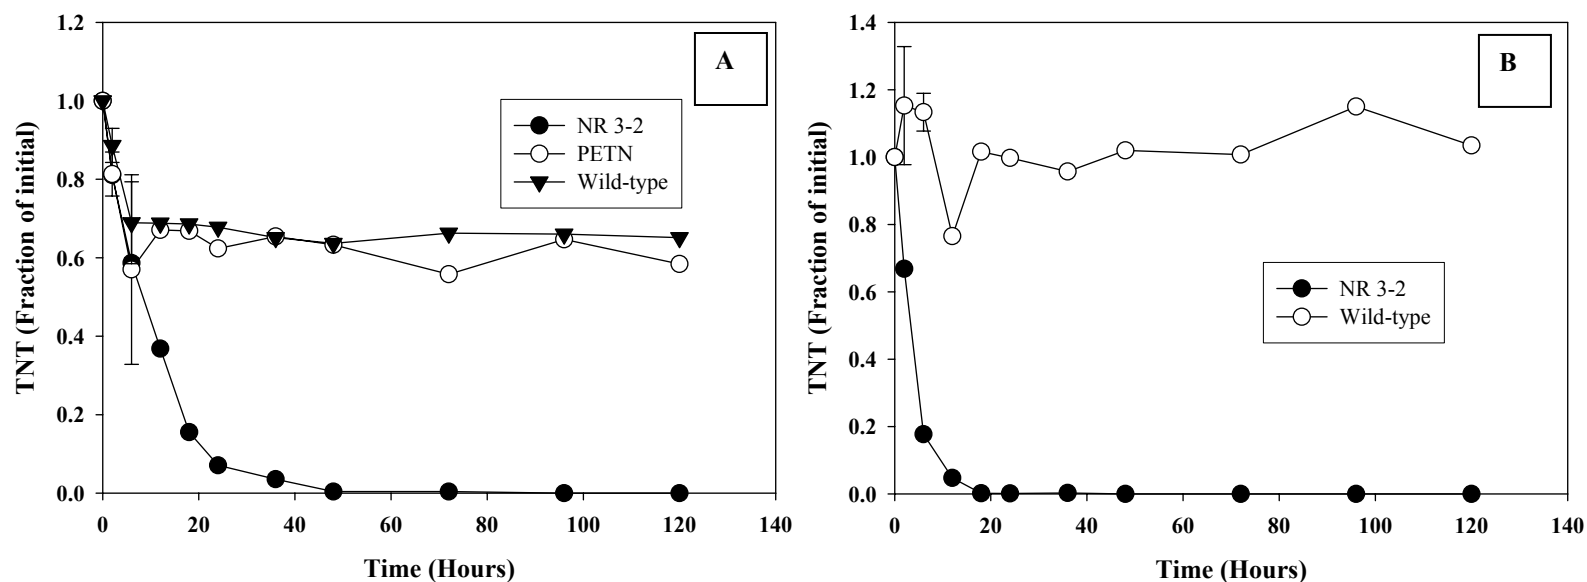 A
TNT (Fraction of initial)
1.2
1.0
0.8
0.6
0.4
0.2
0.0
NR 3-2
PETN
Wild-type
0 20 40 60 80 100 120 140
Time (Hours)
B
TNT (Fraction of initial)
1.4
1.2
1.0
0.8
0.6
0.4
0.2
0.0
NR 3-2
Wild-type
0 20 40 60 80 100 120 140
Time (Hours)